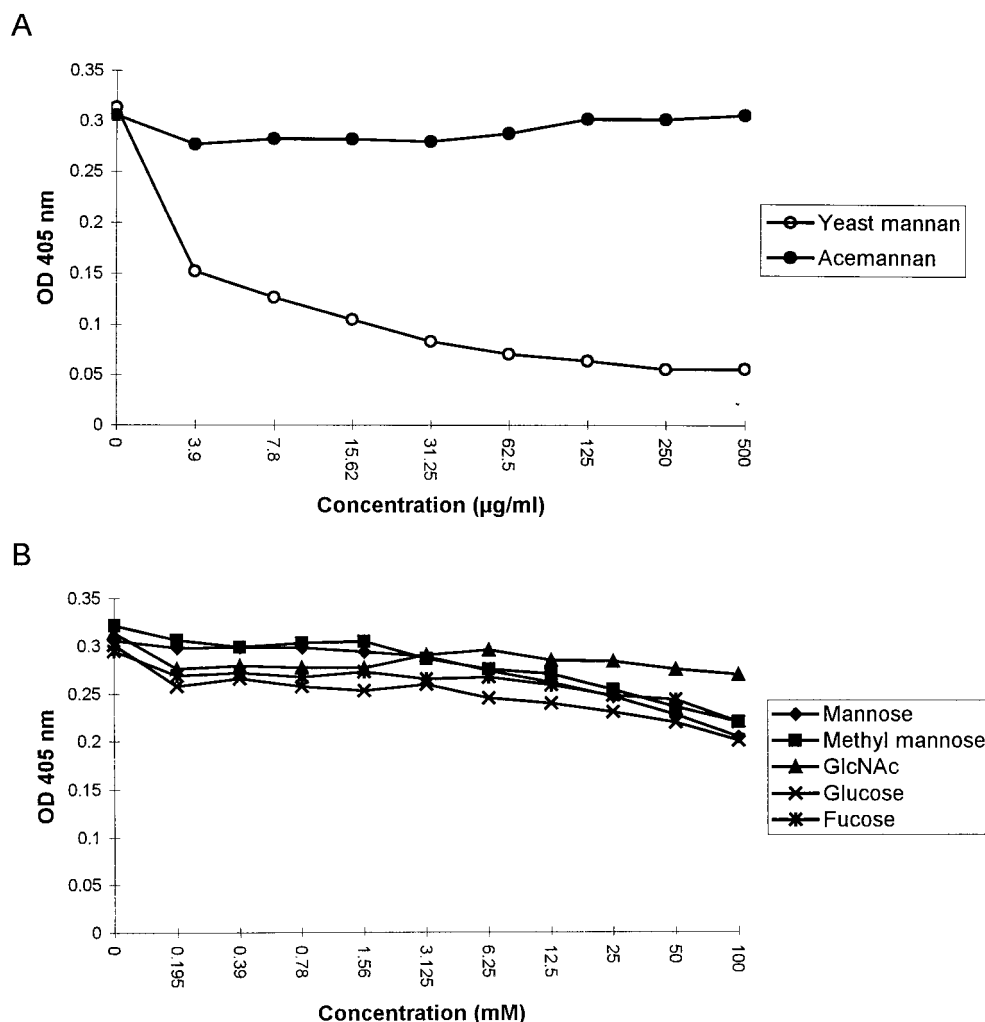 A
0.35
0.3
0.25
0.2
0.15
0.1
0.05
0
OD 405 nm
0 3.9 7.8 15.62 31.25 62.5 125 250 500
Concentration (µg/ml)
Yeast mannan
Acemannan
B
0.35
0.3
0.25
0.2
0.15
0.1
0.05
0
OD 405 nm
0 0.195 0.39 0.78 1.56 3.125 6.25 12.5 25 50 100
Concentration (mM)
Mannose
Methyl mannose
GlcNAc
Glucose
Fucose